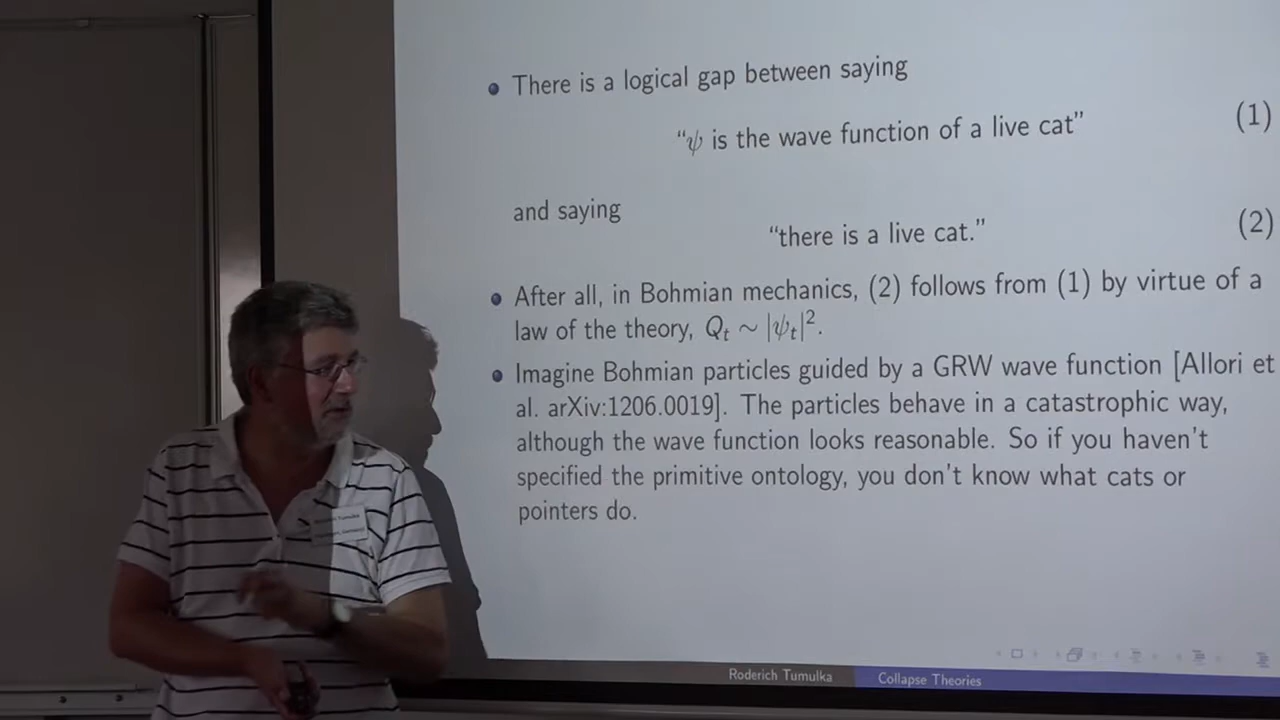 There is a logical gap between saying
“ψ is the wave function of a live cat” (1)
and saying
“there is a live cat.” (2)
After all, in Bohmian mechanics, (2) follows from (1) by virtue of a
law of the theory, Qₜ ∼ |ψₜ|².
Imagine Bohmian particles guided by a GRW wave function [Allori et
al. arXiv:1206.0019]. The particles behave in a catastrophic way,
although the wave function looks reasonable. So if you haven’t
specified the primitive ontology, you don’t know what cats or
pointers do.
Tumulka
Roderich Tumulka Collapse Theories